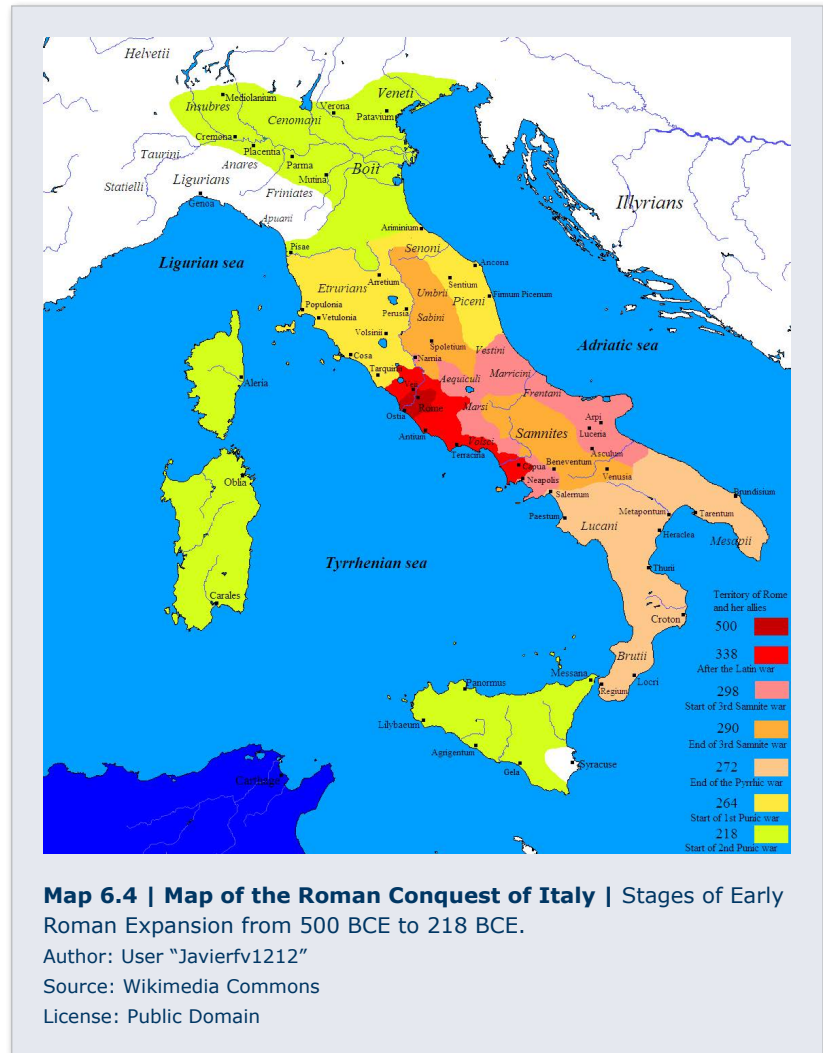 Helvetii
Veneti
Insubres
Mediolanum
Verona
Cenomani
Patavium
Cremona
Placentia
Taurini
Anares
Parma
Boii
Statielli
Ligurians
Mutina
Friniates
Genoa
Illyrians
Apuani
Ariminium
Pisae
Senoni
Ligurian sea
Ancona
Arretium
Sentium
Etrurians
Umbrii
Piceni
Firmum Picenum
Populonia
Perusia
Vetulonia
Sabini
Volsinii
Adriatic sea
Spoletium
Vestini
Cosa
Narnia
Tarquinii
Marricini
Aequiculi
Aleria
Veii
Frentani
Rome
Marsi
Ostia
Arpi
Antium
Samnites
Luceria
Volsci
Terracina
Asculum
Capua
Beneventum
Oblia
Neapolis
Venusia
Salernum
Brundisium
Paestum
Metapontum
Tarentum
Lucani
Heraclea
Mesapii
Tyrrhenian sea
Thurii
Carales
Territory of Rome
and her allies
500
Croton
338
After the Latin war
Brutii
Messana
Locri
Panormus
Regium
298
Start of 3rd Samnite war
Lilybaeum
290
End of 3rd Samnite war
Agrigentum
Syracuse
Gela
272
End of the Pyrrhic war
Carthage
264
Start of 1st Punic war
218
Start of 2nd Punic war
Map 6.4 | Map of the Roman Conquest of Italy | Stages of Early
Roman Expansion from 500 BCE to 218 BCE.
Author: User “Javierfv1212”
Source: Wikimedia Commons
License: Public Domain